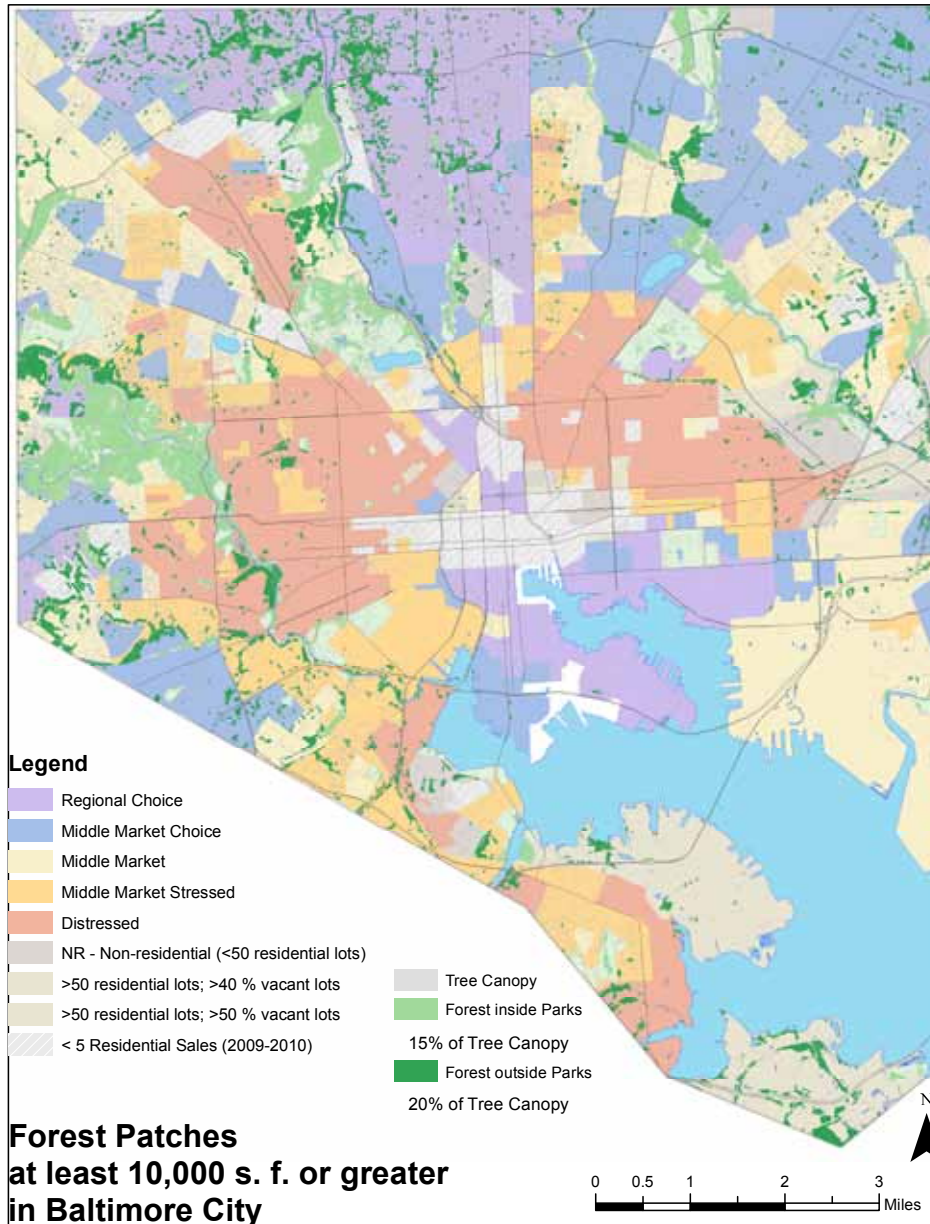 Legend
Regional Choice
Middle Market Choice
Middle Market
Middle Market Stressed
Distressed
NR - Non-residential (<50 residential lots)
>50 residential lots; >40 % vacant lots
>50 residential lots; >50 % vacant lots
< 5 Residential Sales (2009-2010)
Tree Canopy
Forest inside Parks
15% of Tree Canopy
Forest outside Parks
20% of Tree Canopy
Forest Patches
at least 10,000 s. f. or greater
in Baltimore City
N
0 0.5 1 2 3
Miles